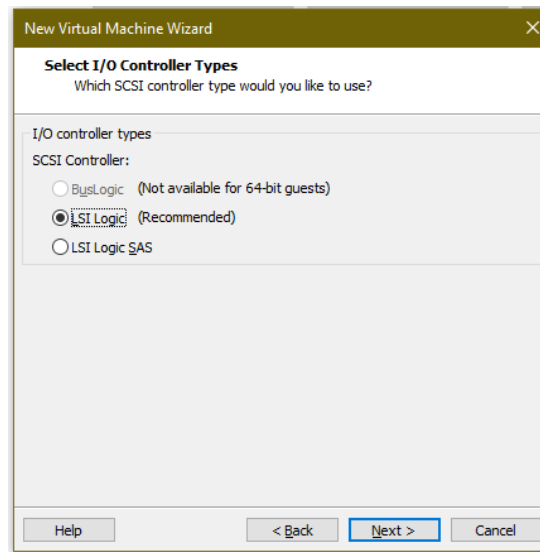 New Virtual Machine Wizard
Select I/O Controller Types
Which SCSI controller type would you like to use?
I/O controller types
SCSI Controller:
BusLogic (Not available for 64-bit guests)
LSI Logic (Recommended)
LSI Logic SAS
Help < Back Next > Cancel